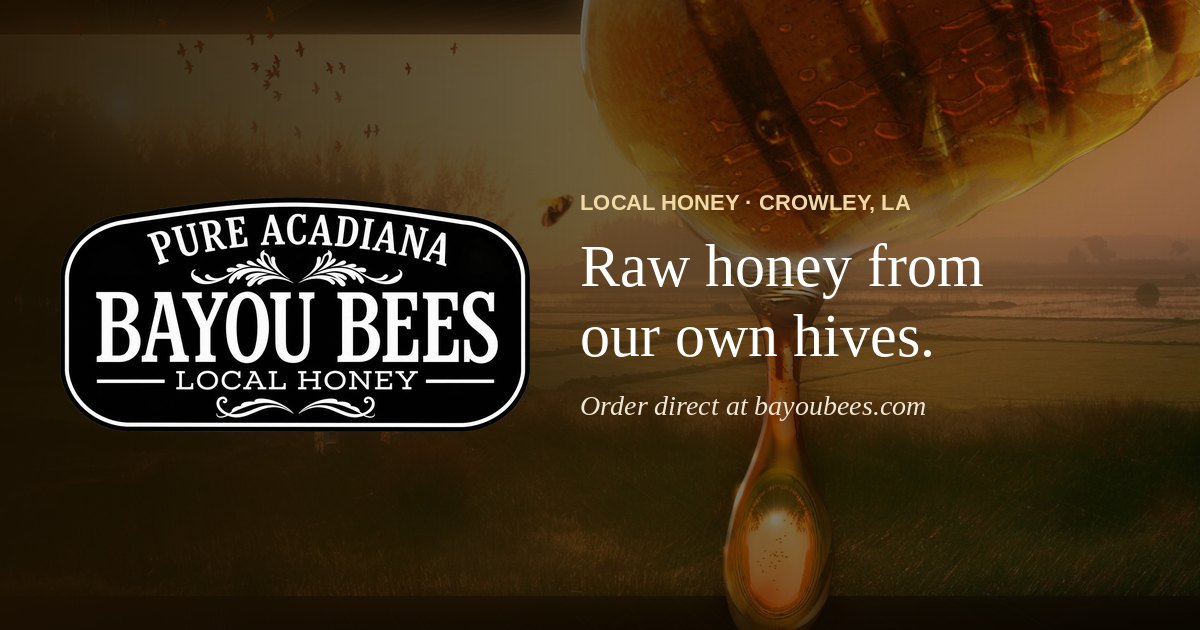 PURE ACADIANA
BAYOU BEES
LOCAL HONEY
LOCAL HONEY · CROWLEY, LA
Raw honey from
our own hives.
Order direct at bayoubees.com